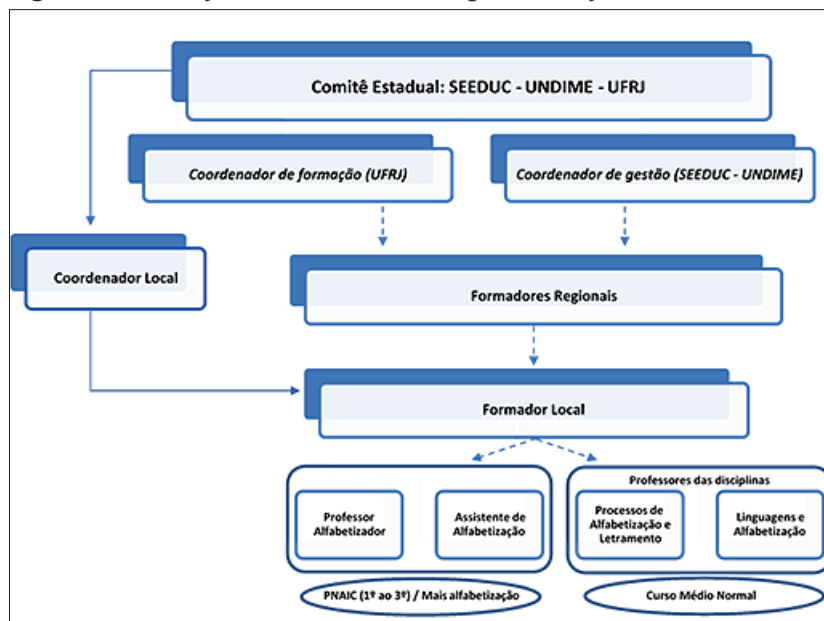 Comitê Estadual: SEEDUC - UNDIME - UFRJ
Coordenador de formação (UFRJ)
Coordenador de gestão (SEEDUC - UNDIME)
Coordenador Local
Formadores Regionais
Formador Local
Professor
Alfabetizador
Assistente de
Alfabetização
Professores das disciplinas
Processos de
Alfabetização e
Letramento
Linguagens e
Alfabetização
PNAIC (1º ao 3º) / Mais alfabetização
Curso Médio Normal